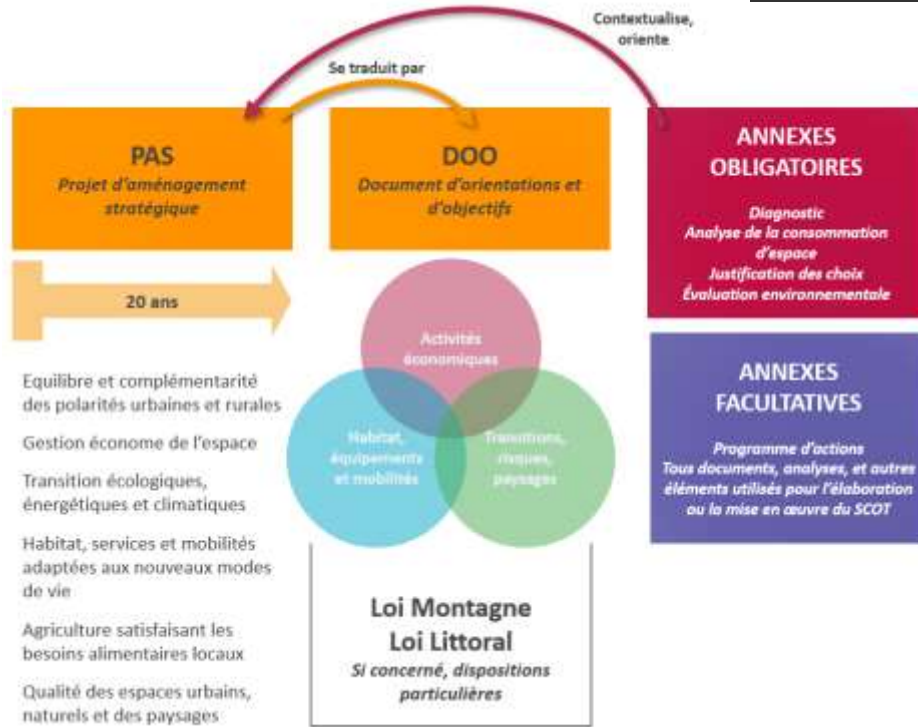 Contextualise,
oriente
Se traduit par
PAS
Projet d'aménagement
stratégique
DOO
Document d'orientations et
d'objectifs
ANNEXES
OBLIGATOIRES
Diagnostic
Analyse de la consommation
d'espace
Justification des choix
Évaluation environnementale
20 ans
Equilibre et complémentarité
des polarités urbaines et rurales
Gestion économe de l'espace
Transition écologiques,
énergétiques et climatiques
Habitat, services et mobilités
adaptées aux nouveaux modes
de vie
Agriculture satisfaisant les
besoins alimentaires locaux
Qualité des espaces urbains,
naturels et des paysages
Activités
économiques
Habitat,
équipements
et mobilités
Transitions,
risques,
paysages
Loi Montagne
Loi Littoral
Si concerné, dispositions
particulières
ANNEXES
FACULTATIVES
Programme d'actions
Tous documents, analyses, et autres
éléments utilisés pour l'élaboration
ou la mise en œuvre du SCOT